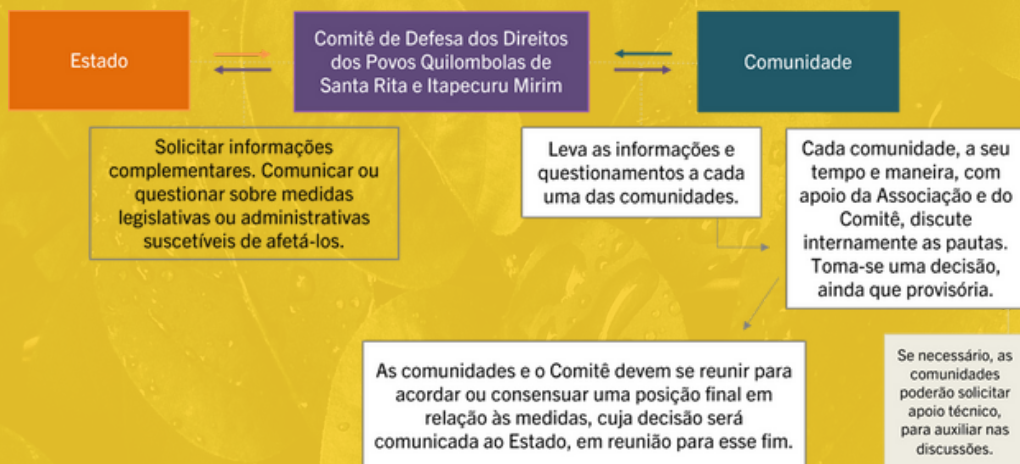 Estado
Comitê de Defesa dos Direitos
dos Povos Quilombolas de
Santa Rita e Itapecuru Mirim
Comunidade
Solicitar informações
complementares. Comunicar ou
questionar sobre medidas
legislativas ou administrativas
suscetíveis de afetá-los.
Leva as informações e
questionamentos a cada
uma das comunidades.
Cada comunidade, a seu
tempo e maneira, com
apoio da Associação e do
Comitê, discute
internamente as pautas.
Toma-se uma decisão,
ainda que provisória.
As comunidades e o Comitê devem se reunir para
acordar ou consensuar uma posição final em
relação às medidas, cuja decisão será
comunicada ao Estado, em reunião para esse fim.
Se necessário, as
comunidades
poderão solicitar
apoio técnico,
para auxiliar nas
discussões.